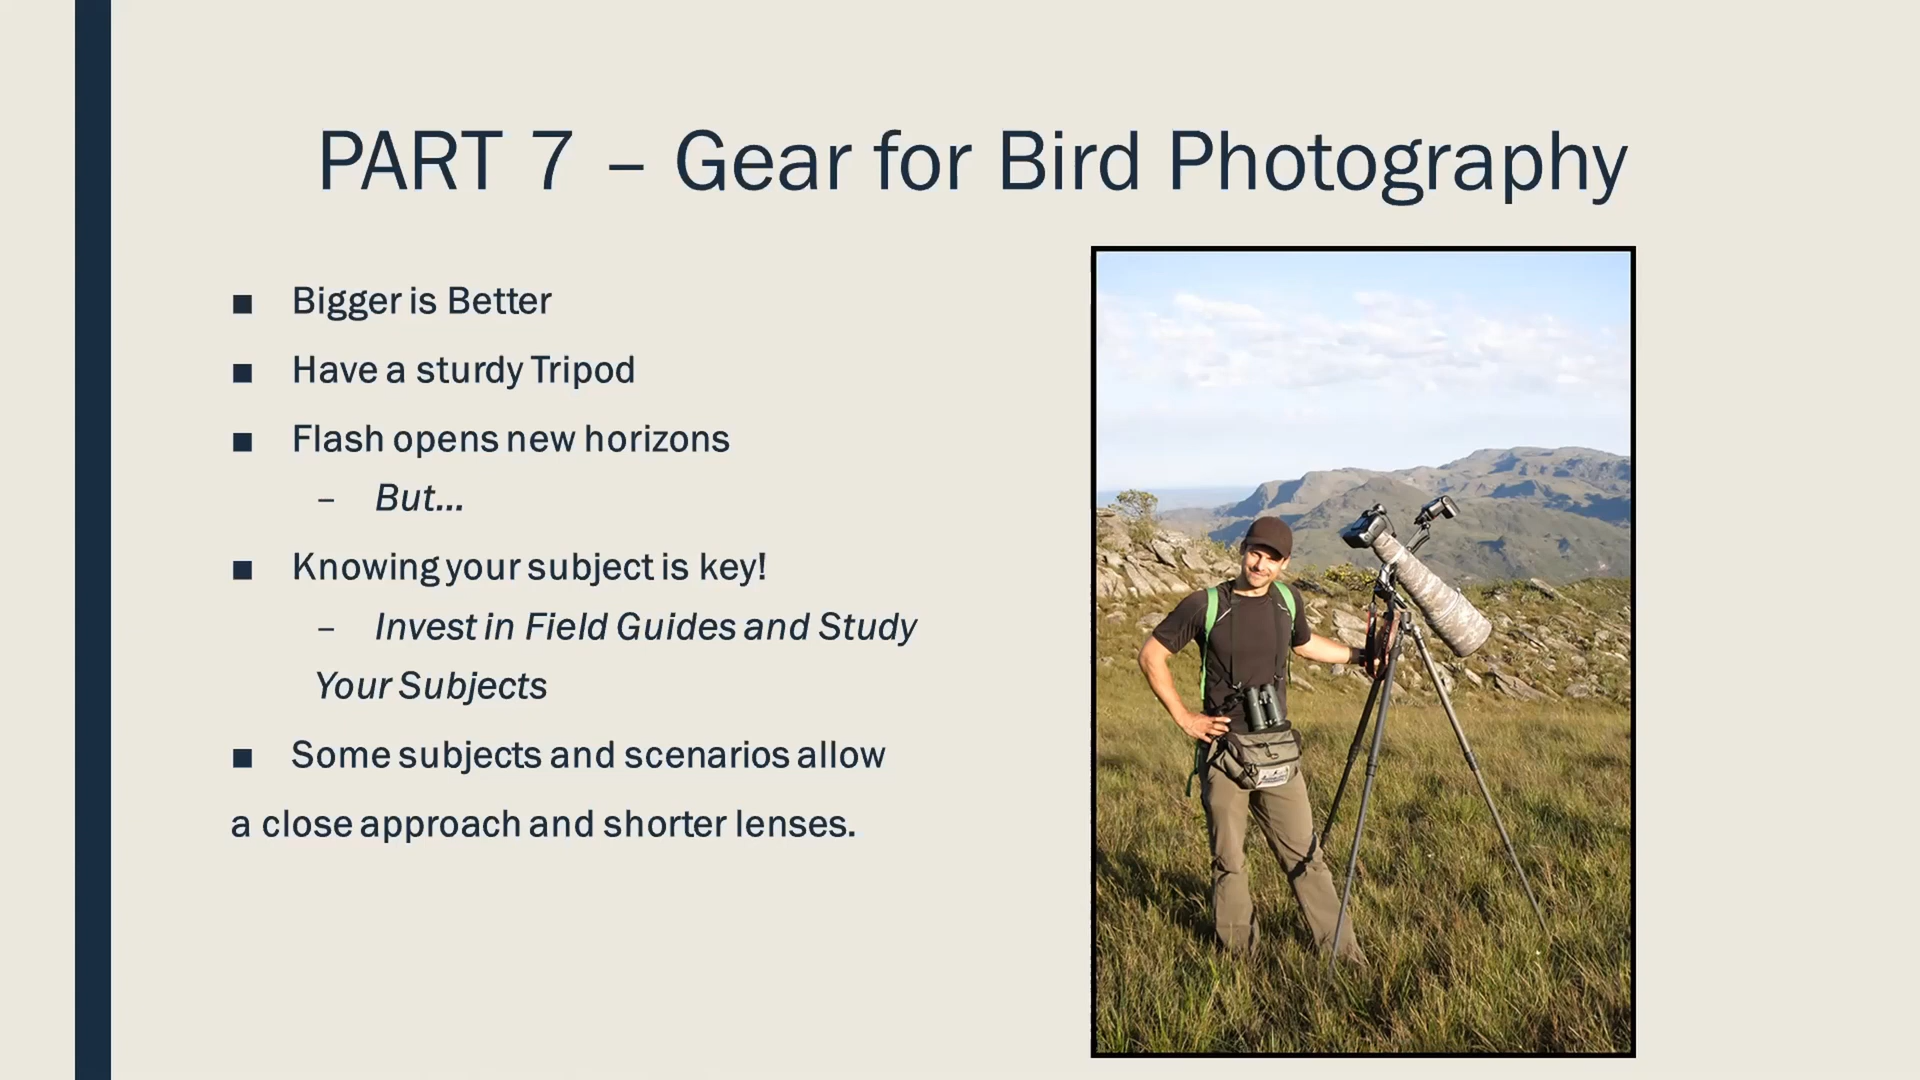 PART 7 – Gear for Bird Photography
■ Bigger is Better
■ Have a sturdy Tripod
■ Flash opens new horizons
– But...
■ Knowing your subject is key!
– Invest in Field Guides and Study
Your Subjects
■ Some subjects and scenarios allow
a close approach and shorter lenses.